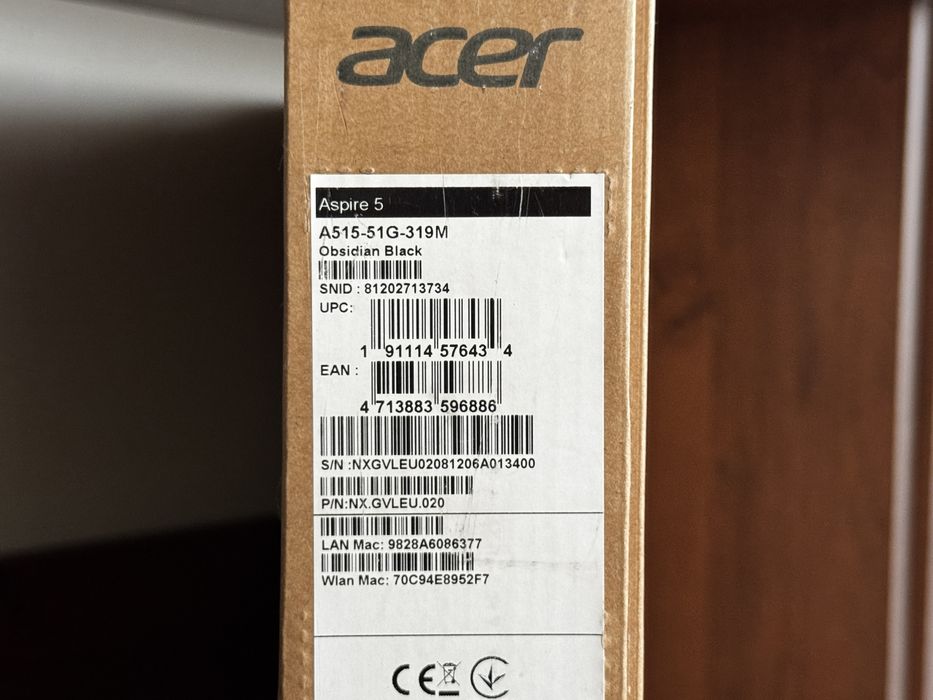 acer
Aspire 5
A515-51G-319M
Obsidian Black
SNID : 81202713734
UPC:
1 91114 57643 4
EAN :
4 713883 596886
S/N :NXGVLEU02081206A013400
P/N:NX.GVLEU.020
LAN Mac: 9828A6086377
Wlan Mac: 70C94E8952F7
CE